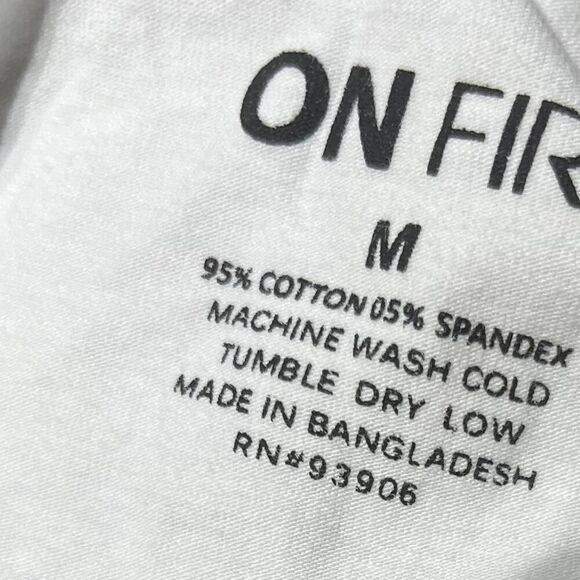 ON FIR
M
95% COTTON 05% SPANDEX
MACHINE WASH COLD
TUMBLE DRY LOW
MADE IN BANGLADESH
RN#93906